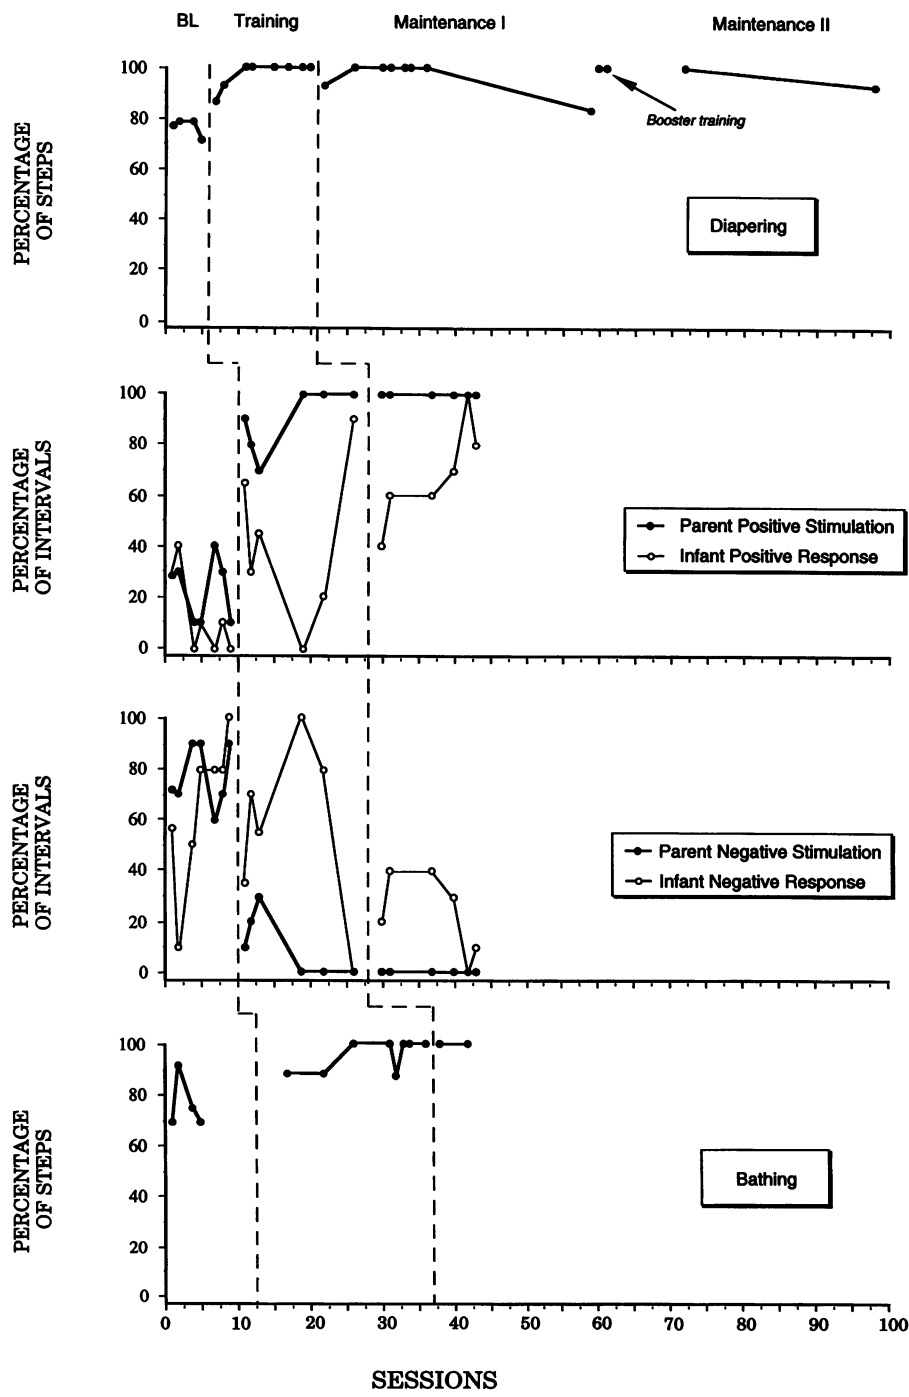 BL Training Maintenance I Maintenance II
PERCENTAGE
OF STEPS
100
80
60
40
20
0
Booster training
Diapering
PERCENTAGE
OF INTERVALS
100
80
60
40
20
0
Parent Positive Stimulation
Infant Positive Response
PERCENTAGE
OF INTERVALS
100
80
60
40
20
0
Parent Negative Stimulation
Infant Negative Response
PERCENTAGE
OF STEPS
100
80
60
40
20
0
Bathing
0 10 20 30 40 50 60 70 80 90 100
SESSIONS